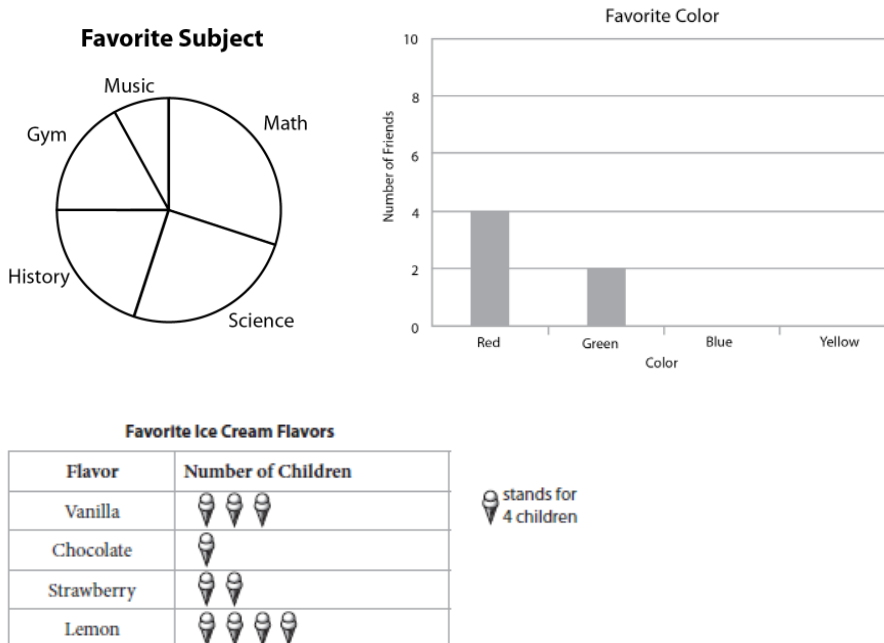 Favorite Subject
Music
Math
Gym
History
Science
Favorite Color
Number of Friends
10
8
6
4
2
0
Red Green Blue Yellow
Color
Favorite Ice Cream Flavors
Flavor Number of Children
Vanilla
Chocolate
Strawberry
Lemon
stands for
4 children